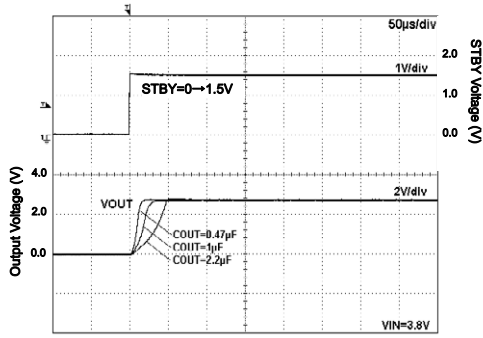 50µs/div
2.0
1V/div
STBY=0→1.5V
1.0
STBY Voltage (V)
0.0
4.0
2V/div
VOUT
2.0
COUT=0.47µF
COUT=1µF
COUT=2.2µF
0.0
Output Voltage (V)
VIN=3.8V